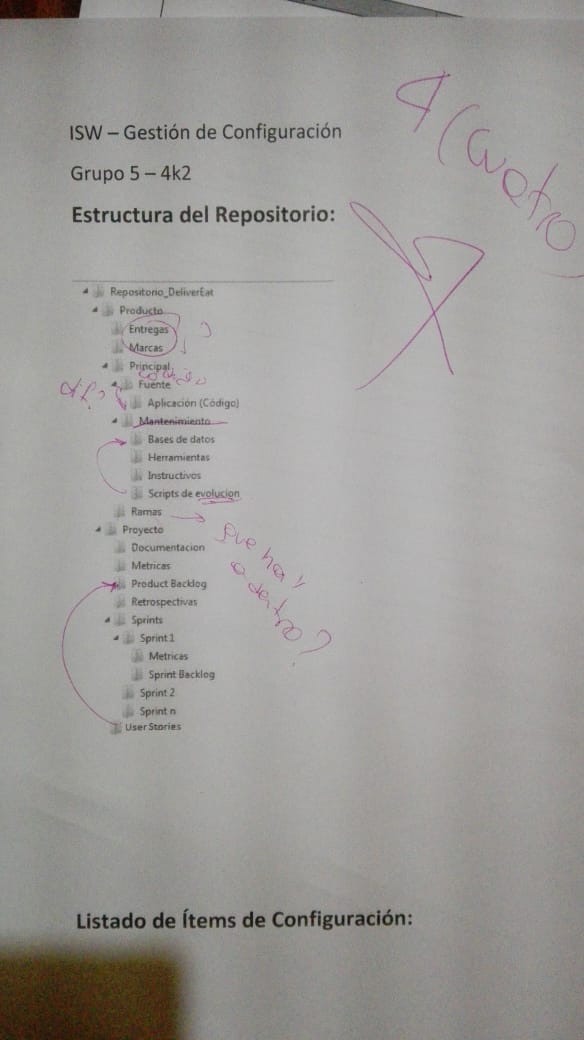 ISW – Gestión de Configuración
4 (cuatro)
Grupo 5 – 4k2
Estructura del Repositorio:
Repositorio_DeliverEat
Producto
Entregas
?
Marcas
Principal
Fuente
dif?
Aplicación (Código)
Mantenimiento
Bases de datos
Herramientas
Instructivos
Scripts de evolucion
Ramas
que hay adentro?
Proyecto
Documentacion
Metricas
Product Backlog
Retrospectivas
Sprints
Sprint 1
Metricas
Sprint Backlog
Sprint 2
Sprint n
User Stories
Listado de Ítems de Configuración: